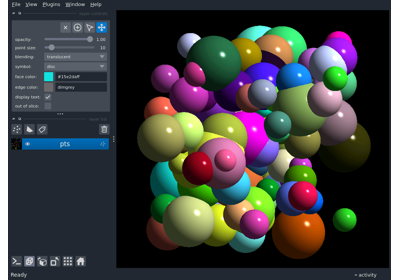 File View Plugins Window Help
opacity: 1.00
point size: 10
blending: translucent
symbol: disc
face color: #15e2daff
edge color: dimgrey
display text: ✓
out of slice:
pts
Ready
activity